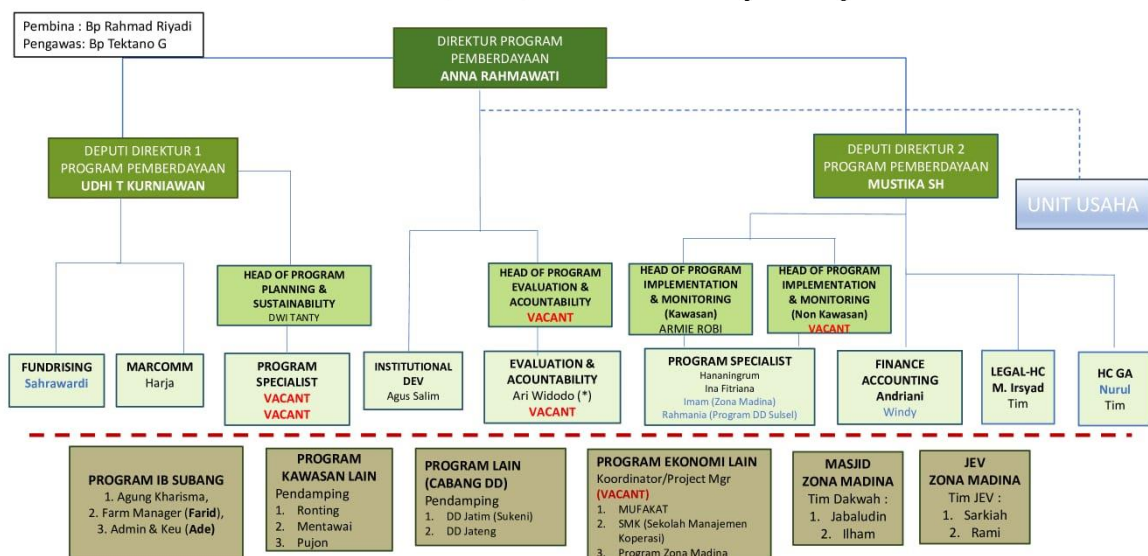 Pembina : Bp Rahmad Riyadi
Pengawas: Bp Tektano G
DIREKTUR PROGRAM
PEMBERDAYAAN
ANNA RAHMAWATI
DEPUTI DIREKTUR 1
PROGRAM PEMBERDAYAAN
UDHI T KURNIAWAN
DEPUTI DIREKTUR 2
PROGRAM PEMBERDAYAAN
MUSTIKA SH
UNIT USAHA
HEAD OF PROGRAM
PLANNING &
SUSTAINABILITY
DWI TANTY
HEAD OF PROGRAM
EVALUATION &
ACOUNTABILITY
VACANT
HEAD OF PROGRAM
IMPLEMENTATION
& MONITORING
(Kawasan)
ARMIE ROBI
HEAD OF PROGRAM
IMPLEMENTATION
& MONITORING
(Non Kawasan)
VACANT
FUNDRISING
Sahrawardi
MARCOMM
Harja
PROGRAM
SPECIALIST
VACANT
VACANT
INSTITUTIONAL
DEV
Agus Salim
EVALUATION &
ACOUNTABILITY
Ari Widodo (*)
VACANT
PROGRAM SPECIALIST
Hananingrum
Ina Fitriana
Imam (Zona Madina)
Rahmania (Program DD Sulsel)
FINANCE
ACCOUNTING
Andriani
Windy
LEGAL-HC
M. Irsyad
Tim
HC GA
Nurul
Tim
PROGRAM IB SUBANG
1. Agung Kharisma,
2. Farm Manager (Farid),
3. Admin & Keu (Ade)
PROGRAM
KAWASAN LAIN
Pendamping
1. Ronting
2. Mentawai
3. Pujon
PROGRAM LAIN
(CABANG DD)
Pendamping
1. DD Jatim (Sukeni)
2. DD Jateng
PROGRAM EKONOMI LAIN
Koordinator/Project Mgr
(VACANT)
1. MUFAKAT
2. SMK (Sekolah Manajemen
Koperasi)
3. Program Zona Madina
MASJID
ZONA MADINA
Tim Dakwah :
1. Jabaludin
2. Ilham
JEV
ZONA MADINA
Tim JEV :
1. Sarkiah
2. Rami